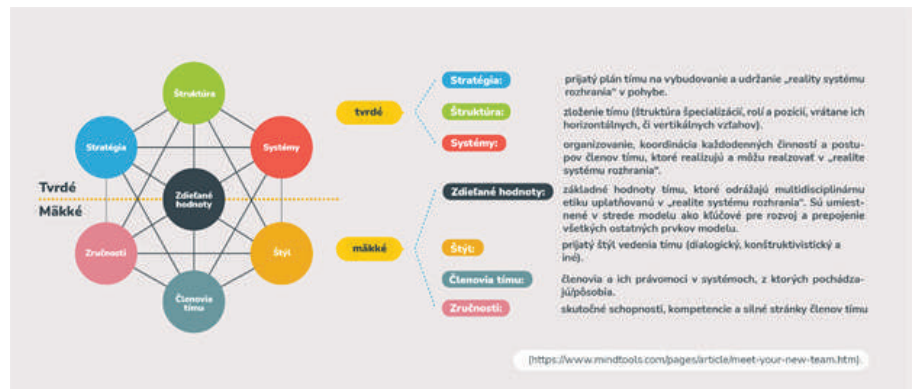 Štruktúra
Stratégia
Systémy
Tvrdé
Mäkké
Zdieľané
hodnoty
Zručnosti
Štýl
Členovia
tímu
tvrdé
Stratégia:
prijatý plán tímu na vybudovanie a udržanie „reality systému
rozhrania“ v pohybe.
Štruktúra:
zloženie tímu (štruktúra špecializácií, rolí a pozícií, vrátane ich
horizontálnych, či vertikálnych vzťahov).
Systémy:
organizovanie, koordinácia každodenných činností a postu-
pov členov tímu, ktoré realizujú a môžu realzovať v „realite
systému rozhrania“.
mäkké
Zdieľané hodnoty:
základné hodnoty tímu, ktoré odrážajú multidisciplinárnu
etiku uplatňovanú v „realite systému rozhrania“. Sú umiest-
nené v strede modelu ako kľúčové pre rozvoj a prepojenie
všetkých ostatných prvkov modelu.
Štýl:
prijatý štýl vedenia tímu (dialogický, konštruktivistický a
iné).
Členovia tímu:
členovia a ich právomoci v systémoch, z ktorých pochádza-
jú/pôsobia.
Zručnosti:
skutočné schopnosti, kompetencie a silné stránky členov tímu
(https://www.mindtools.com/pages/article/meet-your-new-team.htm).